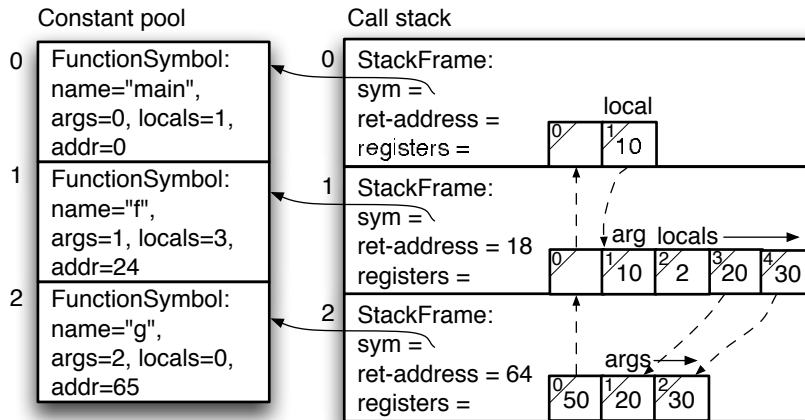 Constant pool
0
FunctionSymbol:
name="main",
args=0, locals=1,
addr=0
1
FunctionSymbol:
name="f",
args=1, locals=3,
addr=24
2
FunctionSymbol:
name="g",
args=2, locals=0,
addr=65
Call stack
0
StackFrame:
sym =
ret-address =
registers =
local
0 1 10
1
StackFrame:
sym =
ret-address = 18
registers =
arg locals
0 1 10 2 2 3 20 4 30
2
StackFrame:
sym =
ret-address = 64
registers =
args
0 50 1 20 2 30